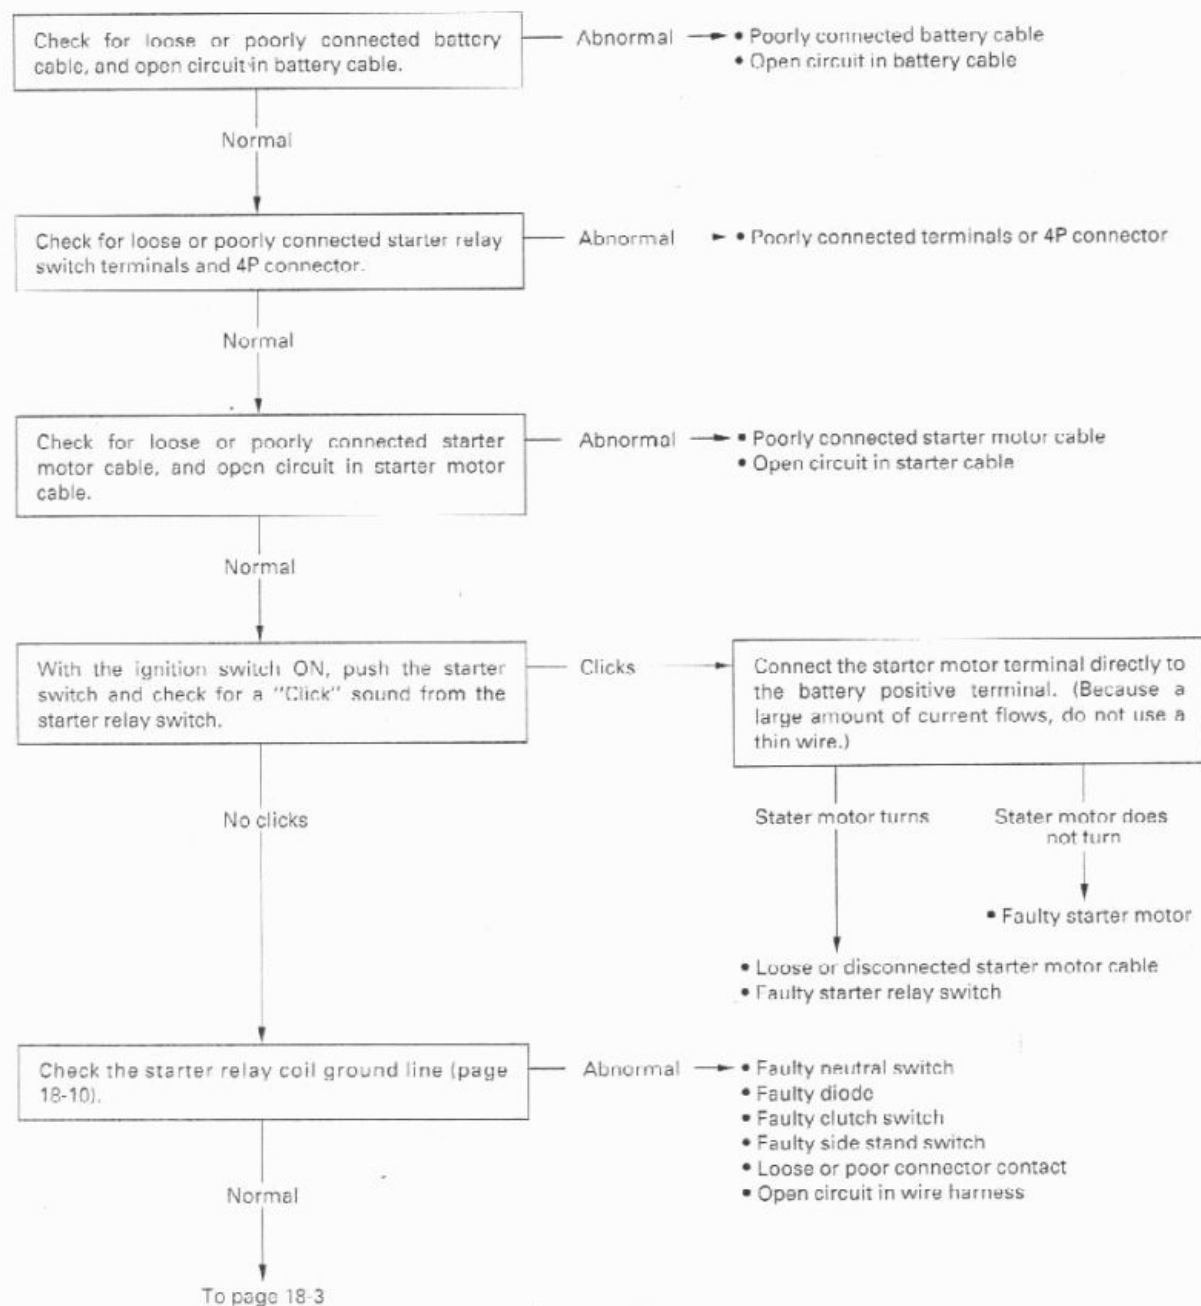 Check for loose or poorly connected battery
cable, and open circuit in battery cable.
Abnormal
• Poorly connected battery cable
• Open circuit in battery cable
Normal
Check for loose or poorly connected starter relay
switch terminals and 4P connector.
Abnormal
• Poorly connected terminals or 4P connector
Normal
Check for loose or poorly connected starter
motor cable, and open circuit in starter motor
cable.
Abnormal
• Poorly connected starter motor cable
• Open circuit in starter cable
Normal
With the ignition switch ON, push the starter
switch and check for a "Click" sound from the
starter relay switch.
Clicks
Connect the starter motor terminal directly to
the battery positive terminal. (Because a
large amount of current flows, do not use a
thin wire.)
No clicks
Stater motor turns
Stater motor does
not turn
• Faulty starter motor
• Loose or disconnected starter motor cable
• Faulty starter relay switch
Check the starter relay coil ground line (page
18-10).
Abnormal
• Faulty neutral switch
• Faulty diode
• Faulty clutch switch
• Faulty side stand switch
• Loose or poor connector contact
• Open circuit in wire harness
Normal
To page 18-3